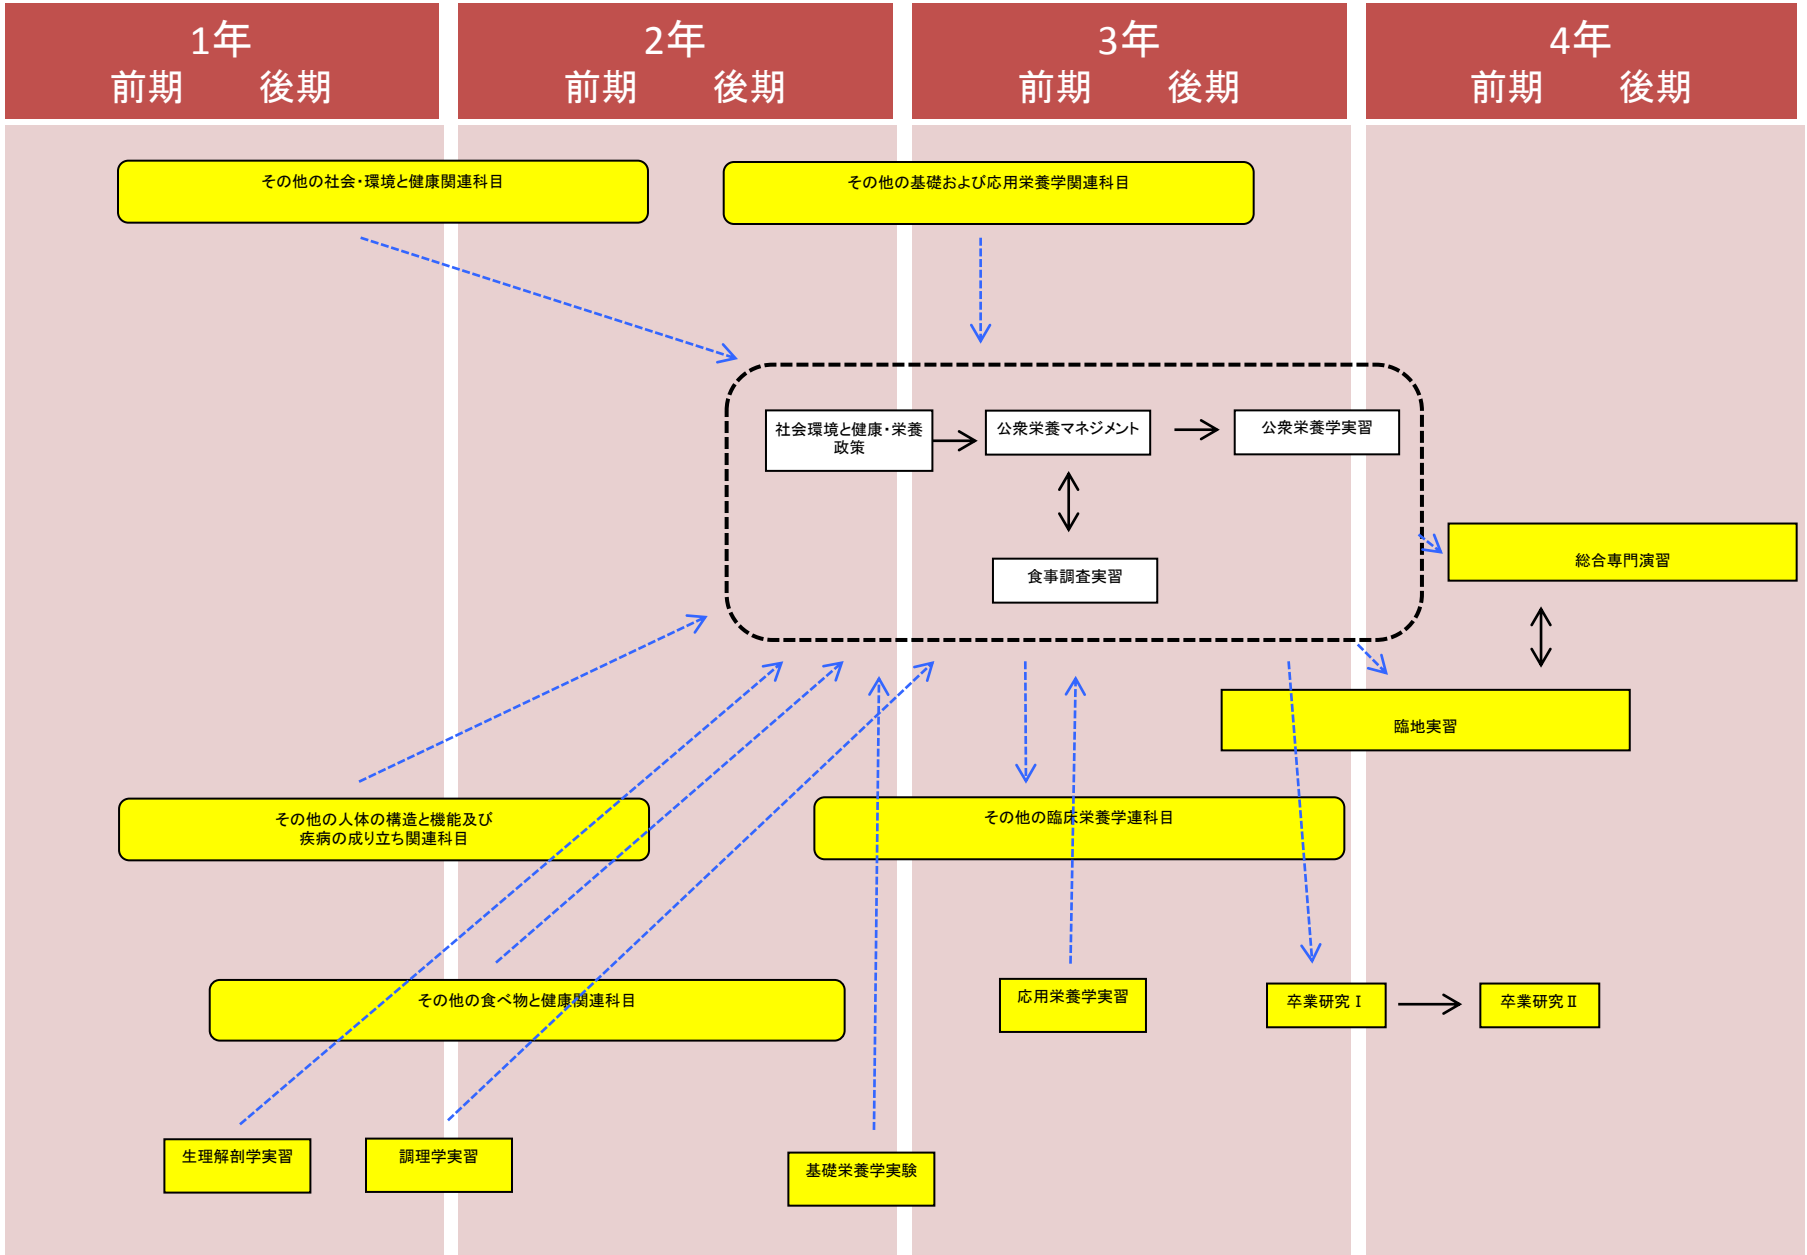 1年
前期 後期
2年
前期 後期
3年
前期 後期
4年
前期 後期
その他の社会・環境と健康関連科目
その他の基礎および応用栄養学関連科目
社会環境と健康・栄養
政策
公衆栄養マネジメント
公衆栄養学実習
食事調査実習
総合専門演習
臨地実習
その他の人体の構造と機能及び
疾病の成り立ち関連科目
その他の臨床栄養学連科目
その他の食べ物と健康関連科目
応用栄養学実習
卒業研究Ⅰ
卒業研究Ⅱ
生理解剖学実習
調理学実習
基礎栄養学実験